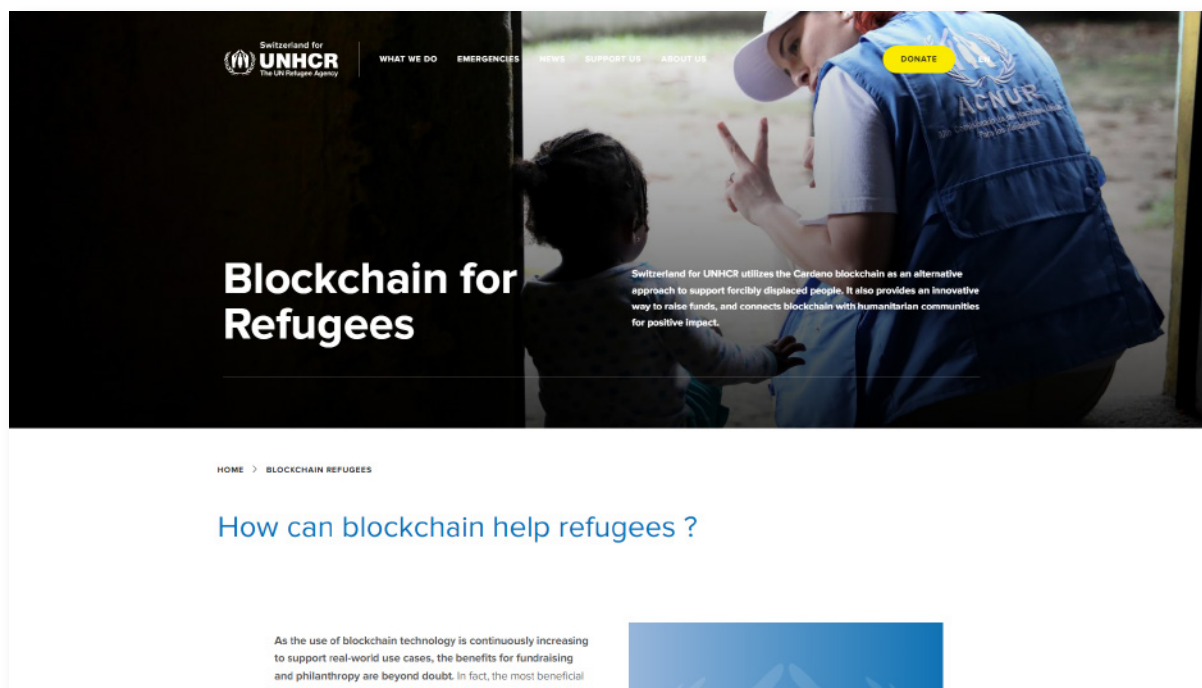 Switzerland for
UNHCR
The UN Refugee Agency
WHAT WE DO EMERGENCIES NEWS SUPPORT US ABOUT US
DONATE
EN
ACNUR
Blockchain for
Refugees
Switzerland for UNHCR utilizes the Cardano blockchain as an alternative
approach to support forcibly displaced people. It also provides an innovative
way to raise funds, and connects blockchain with humanitarian communities
for positive impact.
HOME > BLOCKCHAIN REFUGEES
How can blockchain help refugees ?
As the use of blockchain technology is continuously increasing
to support real-world use cases, the benefits for fundraising
and philanthropy are beyond doubt. In fact, the most beneficial